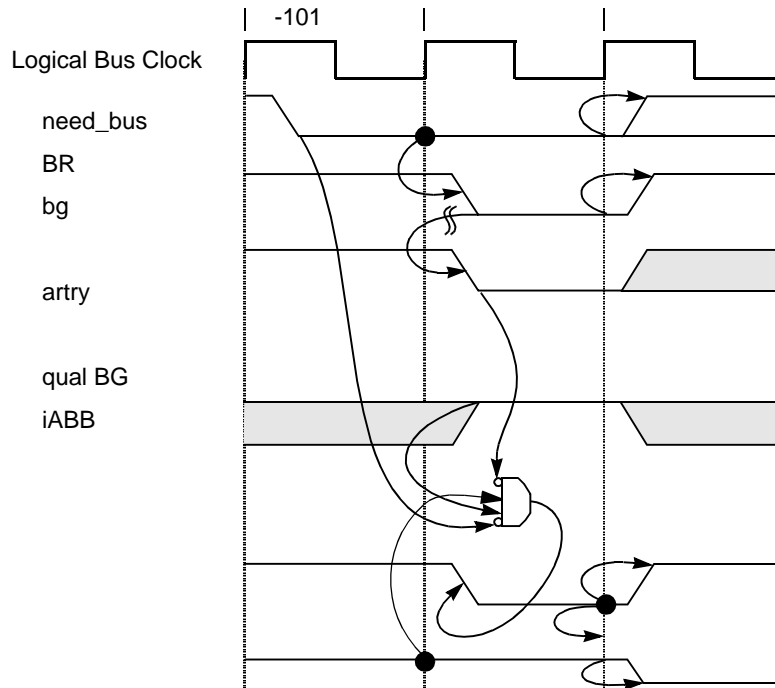 -101
Logical Bus Clock
need_bus
BR
bg
artry
qual BG
iABB